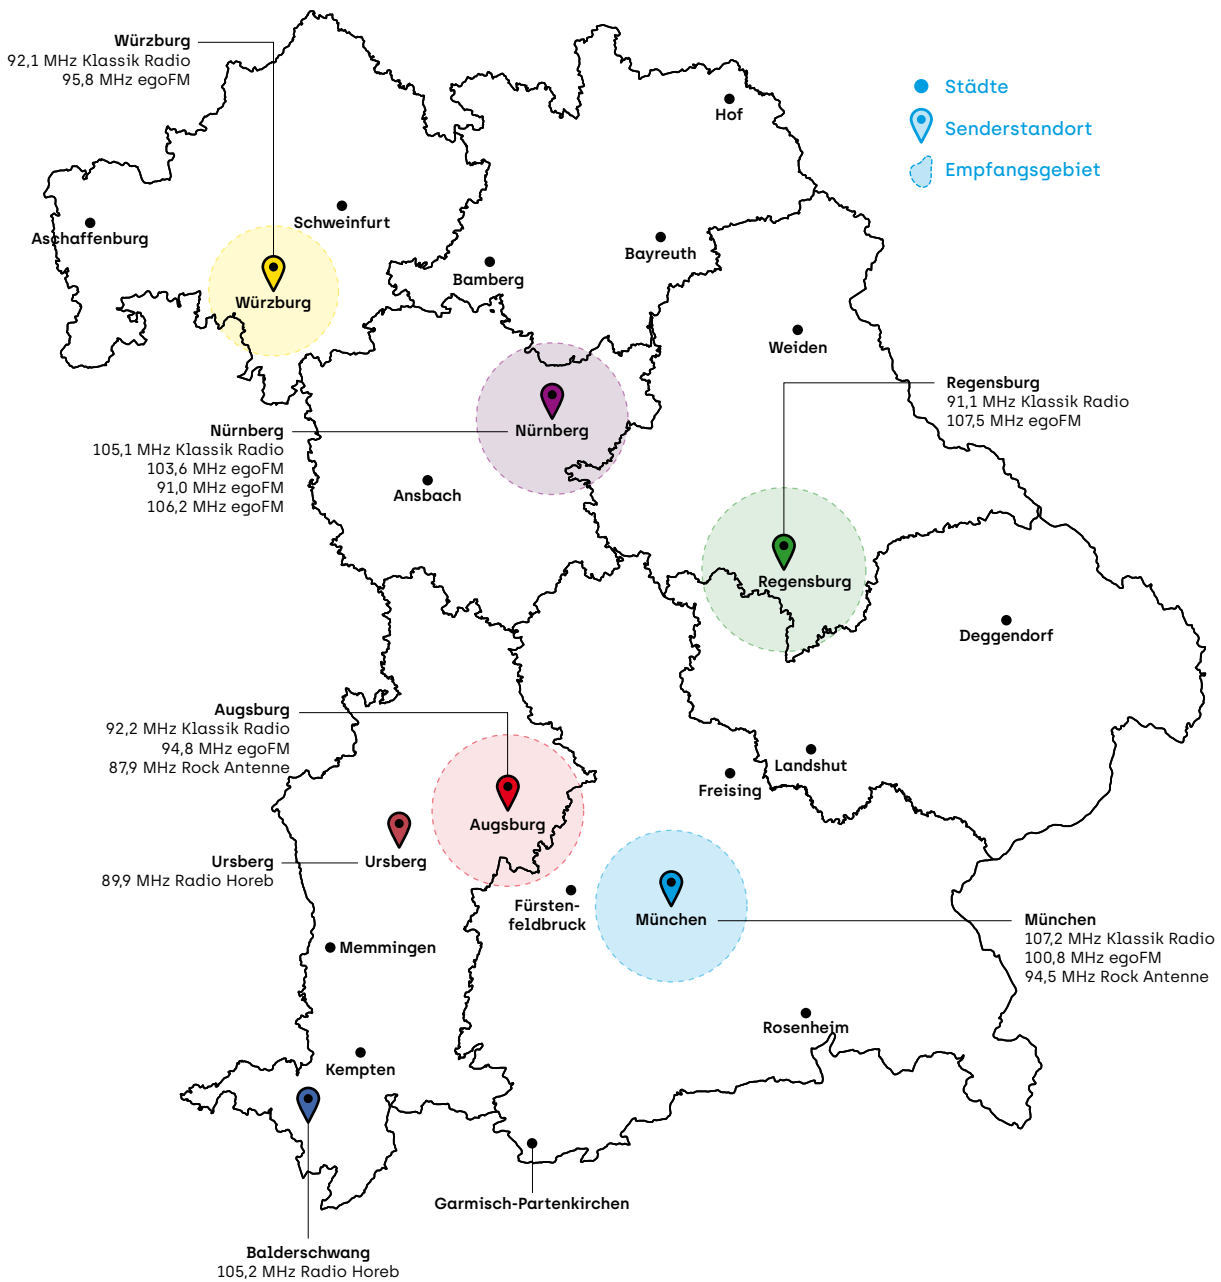 Würzburg
92,1 MHz Klassik Radio
95,8 MHz egoFM
Städte
Senderstandort
Empfangsgebiet
Hof
Schweinfurt
Aschaffenburg
Bayreuth
Bamberg
Würzburg
Weiden
Regensburg
91,1 MHz Klassik Radio
107,5 MHz egoFM
Nürnberg
105,1 MHz Klassik Radio
103,6 MHz egoFM
91,0 MHz egoFM
106,2 MHz egoFM
Nürnberg
Ansbach
Regensburg
Deggendorf
Augsburg
92,2 MHz Klassik Radio
94,8 MHz egoFM
87,9 MHz Rock Antenne
Landshut
Freising
Augsburg
Ursberg
89,9 MHz Radio Horeb
Ursberg
Fürsten-
feldbruck
München
München
107,2 MHz Klassik Radio
100,8 MHz egoFM
94,5 MHz Rock Antenne
Memmingen
Rosenheim
Kempten
Garmisch-Partenkirchen
Balderschwang
105,2 MHz Radio Horeb